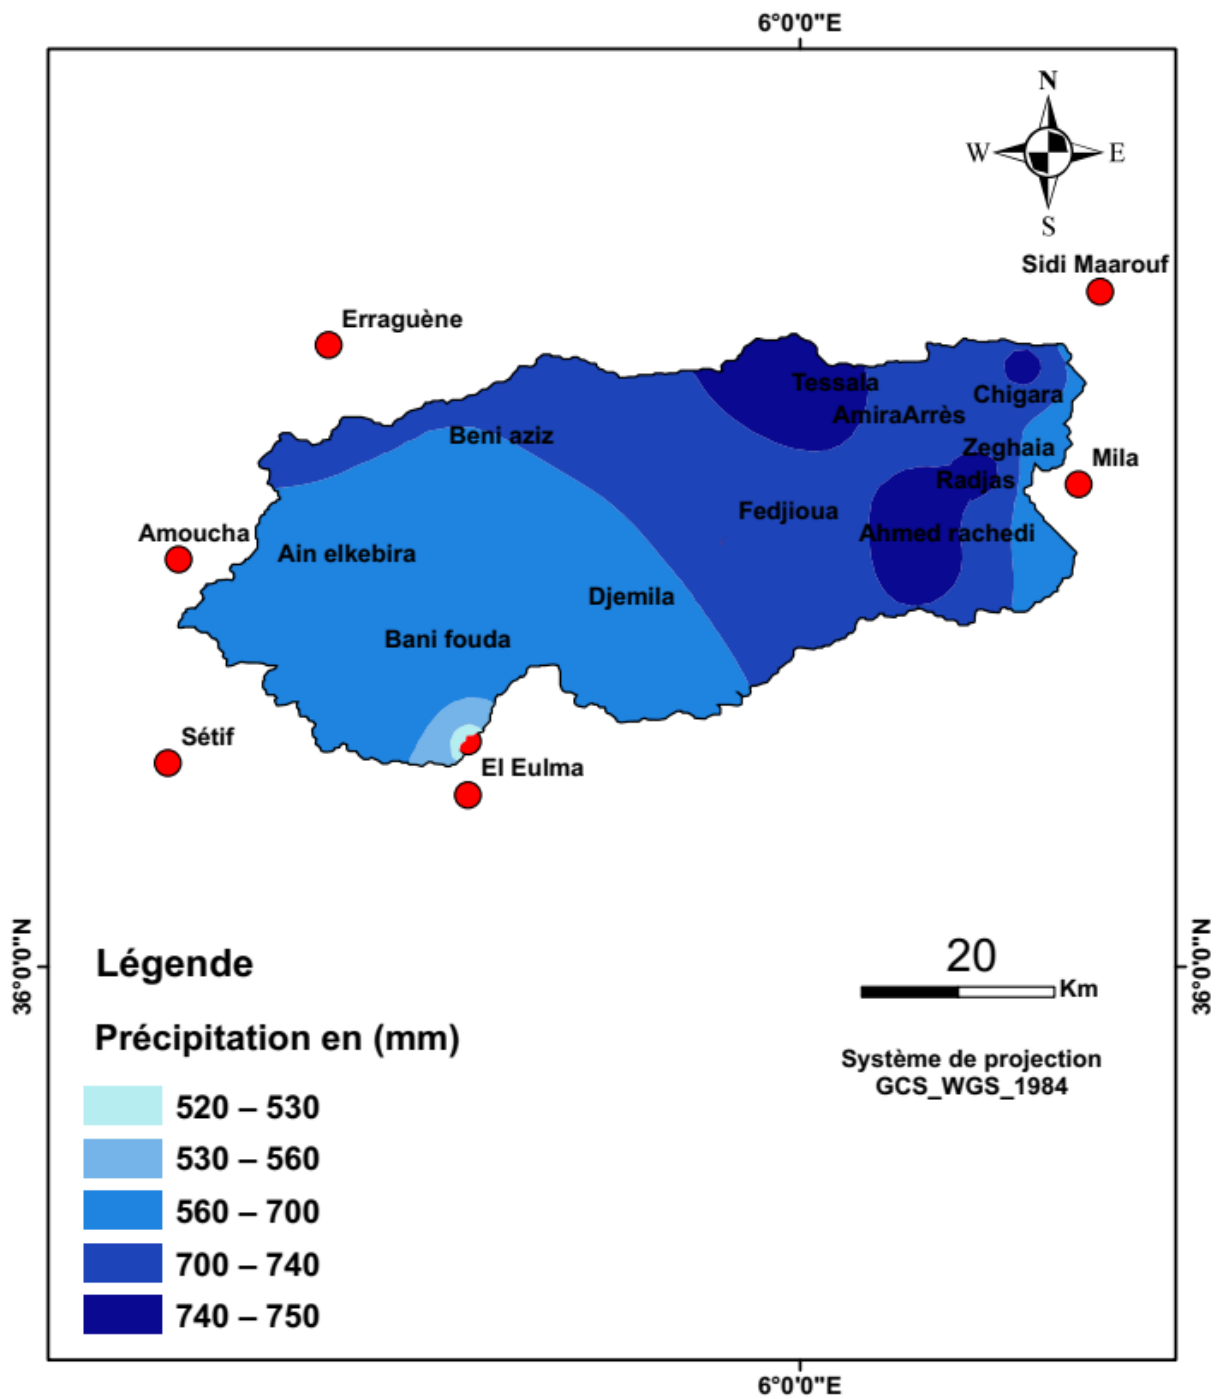 6°0'0"E
N
W
E
S
Sidi Maarouf
Erraguène
Tessala
Chigara
AmiraArrès
Beni aziz
Zeghaia
Mila
Radjas
Fedjioua
Amoucha
Ahmed rachedi
Ain elkebira
Djemila
Bani fouda
Sétif
El Eulma
36°0'0"N
36°0'0"N
Légende
20
Km
Précipitation en (mm)
Système de projection
GCS_WGS_1984
520 – 530
530 – 560
560 – 700
700 – 740
740 – 750
6°0'0"E